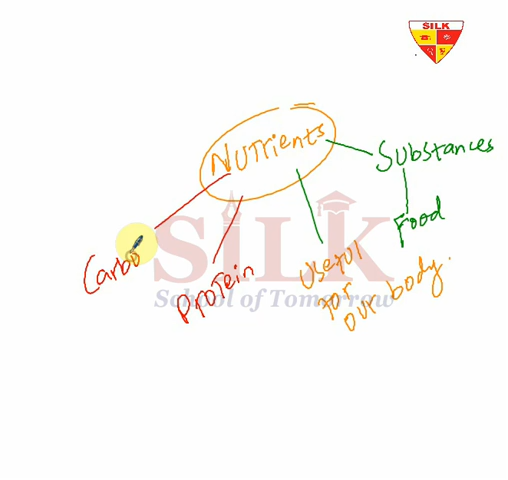 SILK
NUTrients
Substances
Food
Carbo
Protein
Useful
for
our body.
SILK
School of Tomorrow